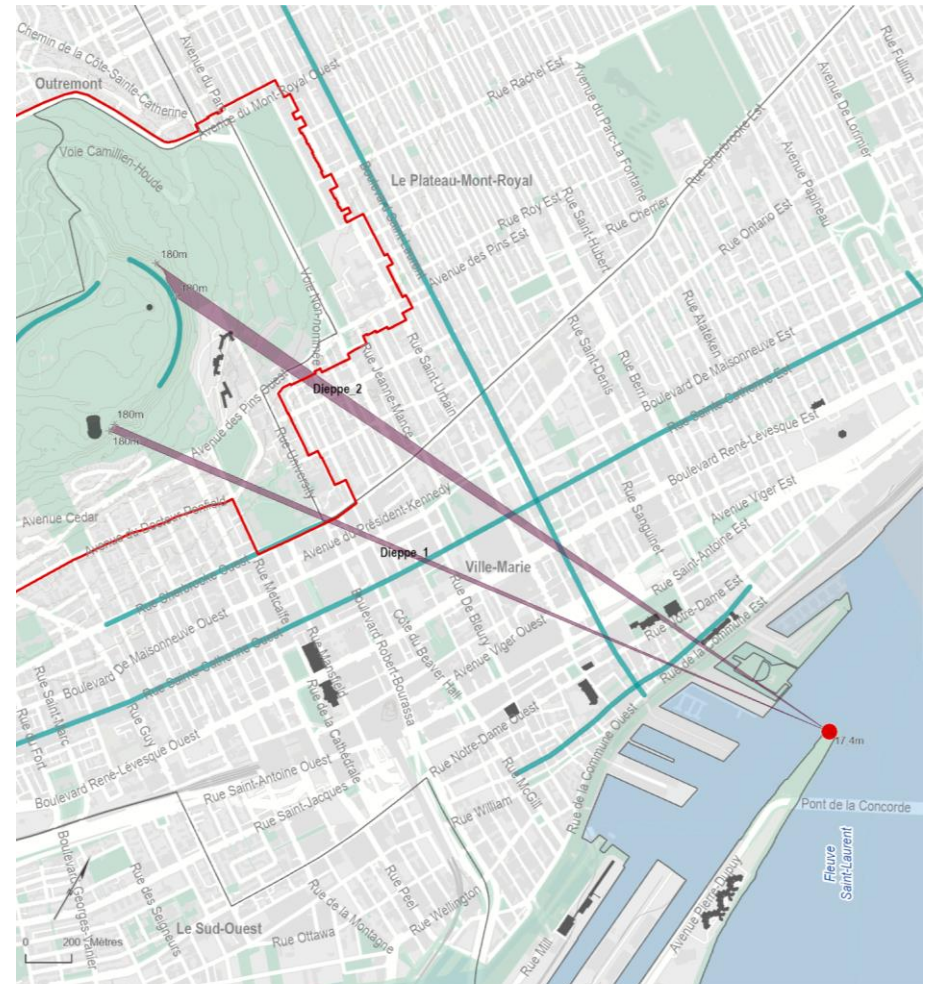 Chemin de la Côte-Sainte-Catherine
Avenue du Parc
Outremont
Avenue du Mont-Royal Ouest
Voie Camillien-Houde
Rue Rachel Est
Avenue du Parc-La Fontaine
Rue Sherbrooke Est
Rue Fullum
Avenue De Lorimier
Avenue Papineau
Le Plateau-Mont-Royal
Boulevard Saint-Laurent
Rue Roy Est
Avenue des Pins Est
Rue Saint-Hubert
Rue Cherrier
Rue Ontario Est
180m
180m
Voie Non-nommée
Rue Saint-Denis
Rue Berri
Rue Atateken
Boulevard De Maisonneuve Est
Rue Sainte-Catherine Est
Boulevard René-Lévesque Est
Rue Jeanne-Mance
Rue Saint-Urbain
Dieppe_2
Avenue des Pins Ouest
180m
180m
Rue University
Avenue du Président-Kennedy
Rue Sanguinet
Avenue Viger Est
Rue Saint-Antoine Est
Avenue Cedar
Avenue du Docteur-Penfield
Dieppe_1
Ville-Marie
Rue Sherbrooke Ouest
Rue Metcalfe
Rue De Bleury
Rue Notre-Dame Est
Rue de la Commune Est
Boulevard De Maisonneuve Ouest
Rue Sainte-Catherine Ouest
Rue Mansfield
Boulevard Robert-Bourassa
Côte du Beaver Hall
Avenue Viger Ouest
Rue Saint-Marc
Rue du Fort
Rue Guy
Rue de la Cathédrale
Rue Notre-Dame Ouest
Rue de la Commune Ouest
17.4m
Boulevard René-Lévesque Ouest
Rue Saint-Antoine Ouest
Rue Saint-Jacques
Rue McGill
Rue William
Pont de la Concorde
Boulevard Georges-Vanier
Rue des Seigneurs
Rue de la Montagne
Rue Peel
Rue Wellington
Fleuve
Saint-Laurent
Avenue Pierre-Dupuy
Le Sud-Ouest
Rue Ottawa
Rue Mill
0 200 Mètres